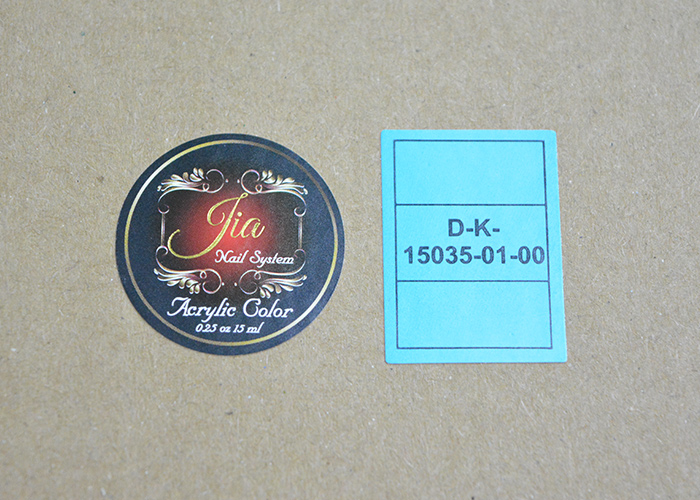 Jia
Nail System
Acrylic Color
0.25 oz 15 ml
D-K-
15035-01-00